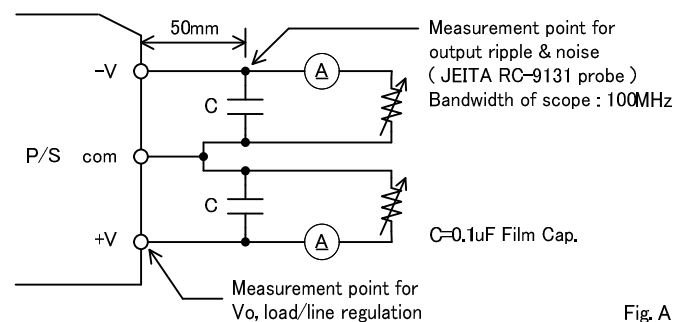 50mm
Measurement point for
output ripple & noise
( JEITA RC-9131 probe )
Bandwidth of scope : 100MHz
-V
A
C
P/S com
C
+V
A
C=0.1uF Film Cap.
Measurement point for
Vo, load/line regulation
Fig. A